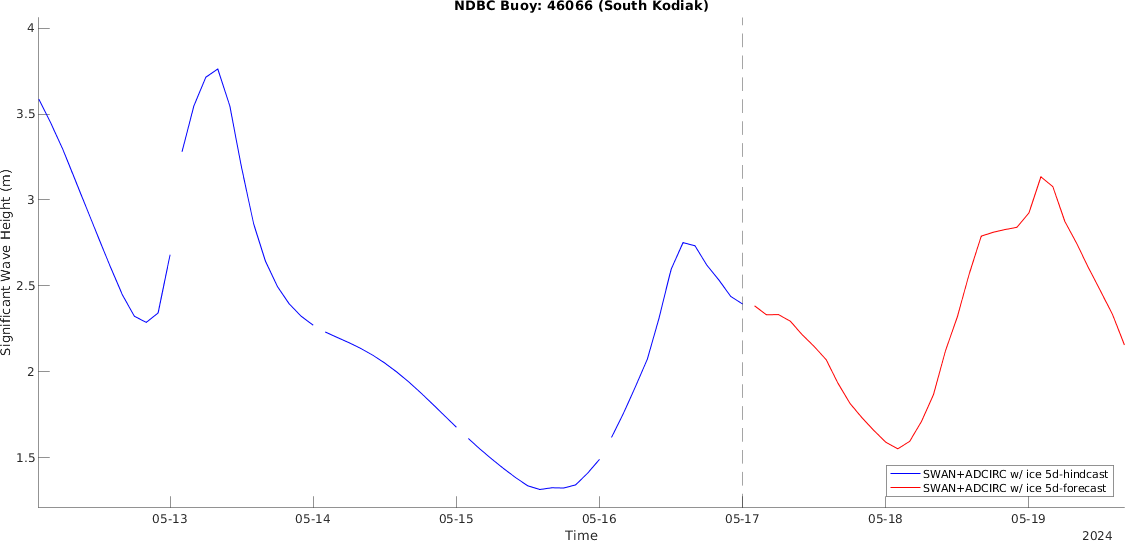 NDBC Buoy: 46066 (South Kodiak)
4
3.5
3
2.5
2
1.5
Significant Wave Height (m)
SWAN+ADCIRC w/ ice 5d-hindcast
SWAN+ADCIRC w/ ice 5d-forecast
05-13 05-14 05-15 05-16 05-17 05-18 05-19
Time
2024